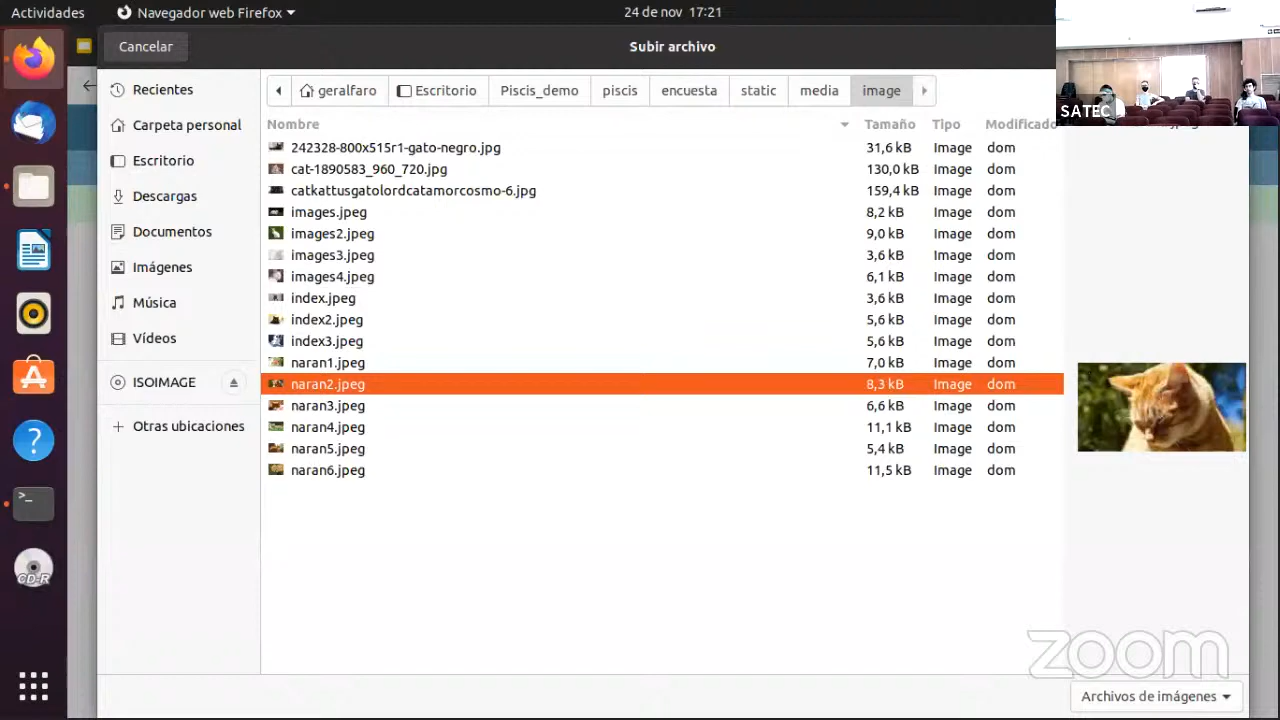 Actividades
Navegador web Firefox
24 de nov 17:21
Cancelar
Subir archivo
SATEC
Recientes
Carpeta personal
Escritorio
Descargas
Documentos
Imágenes
Música
Vídeos
ISOIMAGE
Otras ubicaciones
geralfaro
Escritorio
Piscis_demo
piscis
encuesta
static
media
image
Nombre Tamaño Tipo Modificado
242328-800x515r1-gato-negro.jpg 31,6 kB Image dom
cat-1890583_960_720.jpg 130,0 kB Image dom
catkattusgatolordcatamorcosmo-6.jpg 159,4 kB Image dom
images.jpeg 8,2 kB Image dom
images2.jpeg 9,0 kB Image dom
images3.jpeg 3,6 kB Image dom
images4.jpeg 6,1 kB Image dom
index.jpeg 3,6 kB Image dom
index2.jpeg 5,6 kB Image dom
index3.jpeg 5,6 kB Image dom
naran1.jpeg 7,0 kB Image dom
naran2.jpeg 8,3 kB Image dom
naran3.jpeg 6,6 kB Image dom
naran4.jpeg 11,1 kB Image dom
naran5.jpeg 5,4 kB Image dom
naran6.jpeg 11,5 kB Image dom
CD-R
zoom
Archivos de imágenes